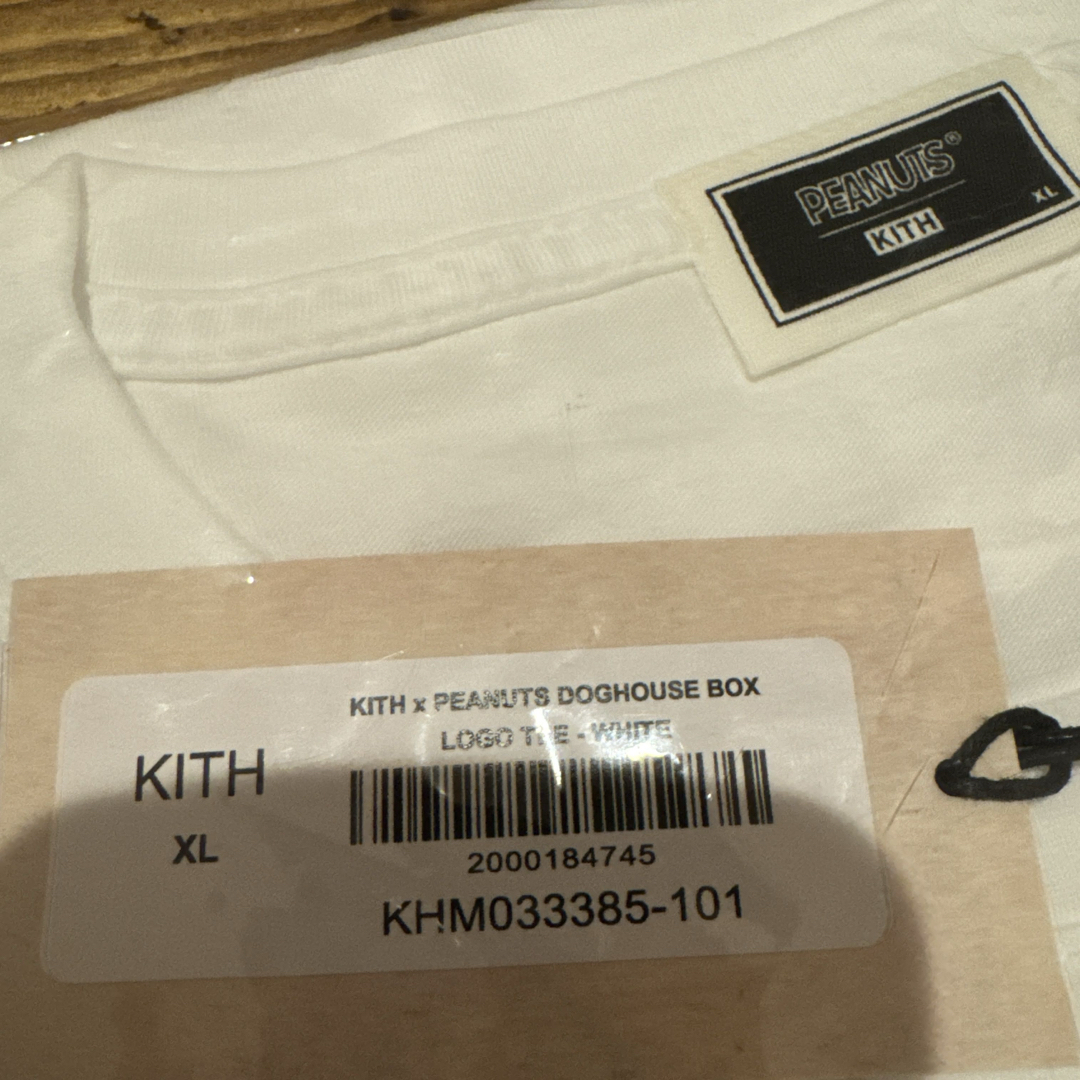 PEANUTS®
KITH
XL
KITH x PEANUTS DOGHOUSE BOX
LOGO TEE - WHITE
KITH
XL
2000184745
KHM033385-101